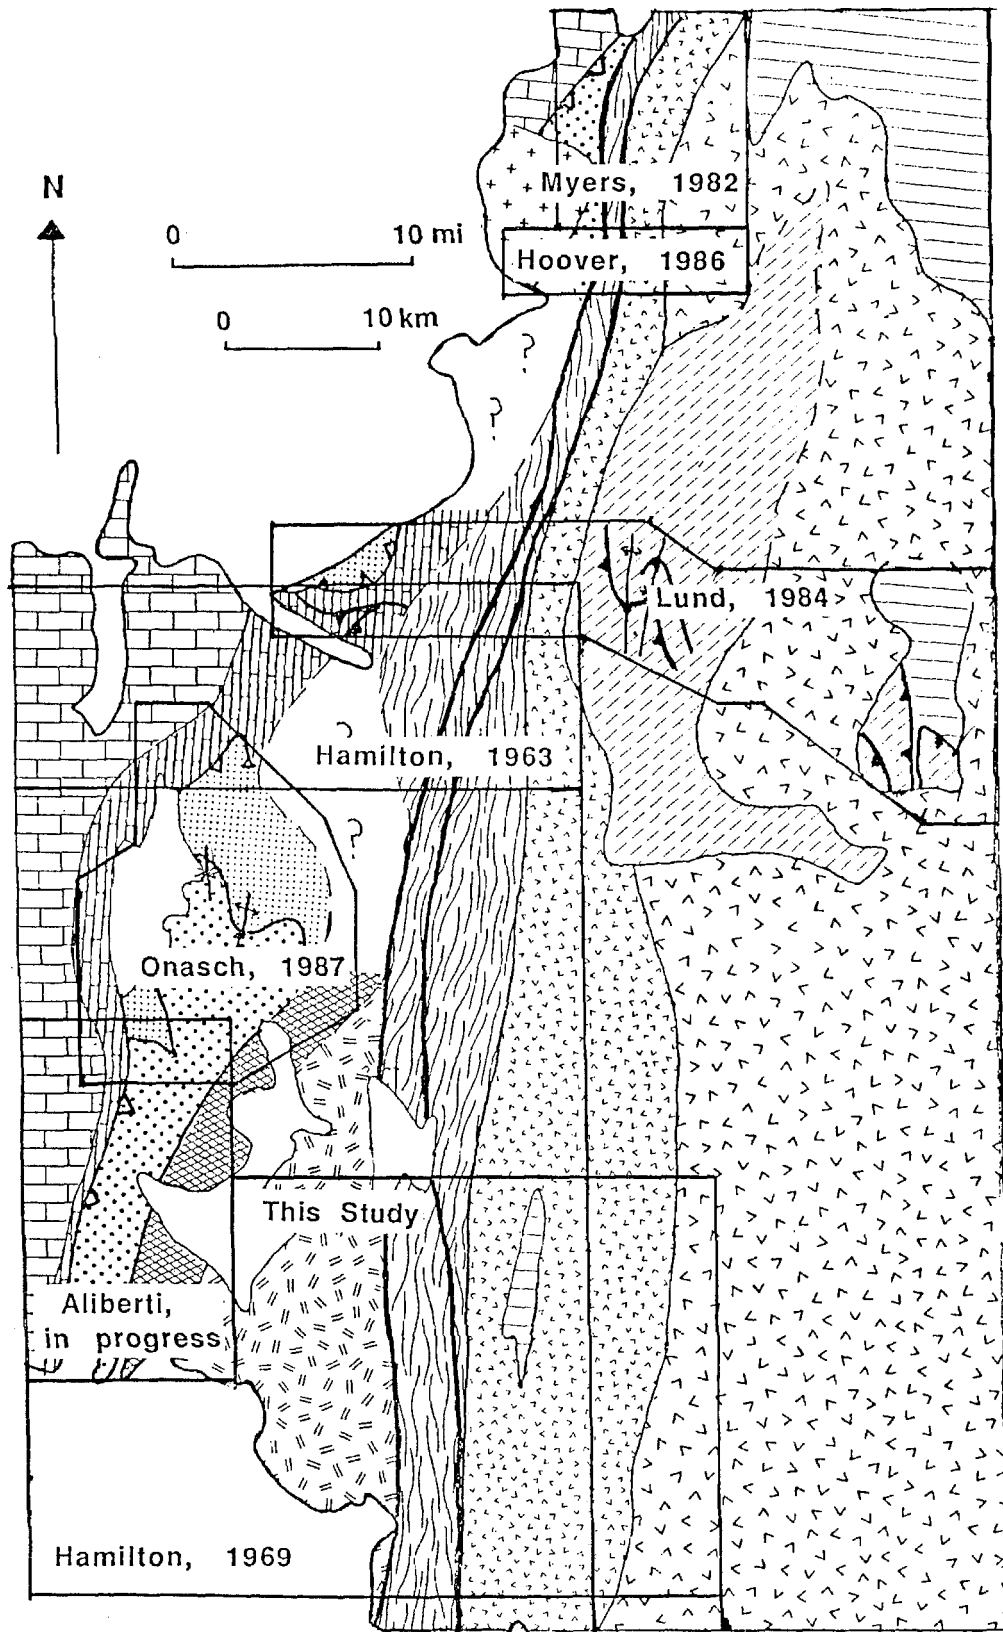 Myers, 1982
N
0 10 mi
Hoover, 1986
0 10 km
?
?
Lund, 1984
?
Hamilton, 1963
?
Onasch, 1987
This Study
Aliberti,
in progress
Hamilton, 1969